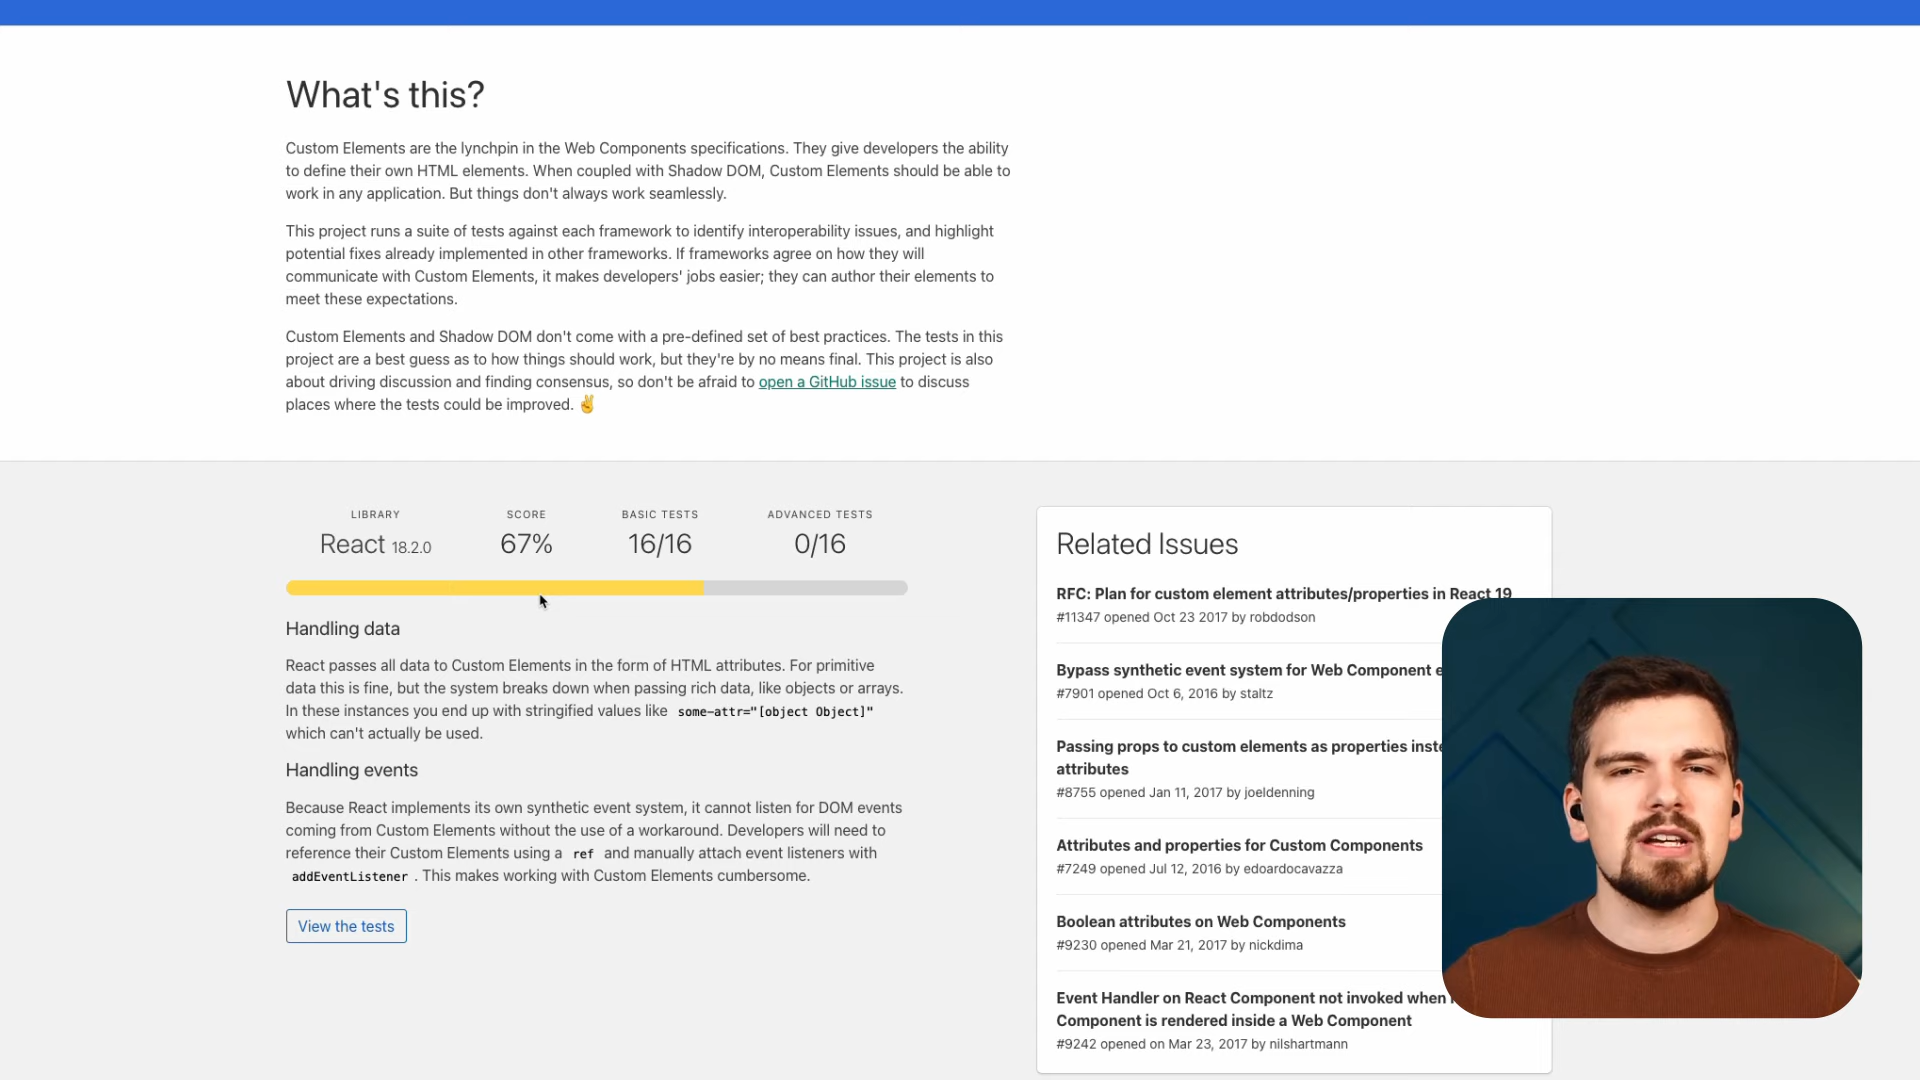 What's this?
Custom Elements are the lynchpin in the Web Components specifications. They give developers the ability
to define their own HTML elements. When coupled with Shadow DOM, Custom Elements should be able to
work in any application. But things don't always work seamlessly.
This project runs a suite of tests against each framework to identify interoperability issues, and highlight
potential fixes already implemented in other frameworks. If frameworks agree on how they will
communicate with Custom Elements, it makes developers' jobs easier; they can author their elements to
meet these expectations.
Custom Elements and Shadow DOM don't come with a pre-defined set of best practices. The tests in this
project are a best guess as to how things should work, but they're by no means final. This project is also
about driving discussion and finding consensus, so don't be afraid to open a GitHub issue to discuss
places where the tests could be improved. ✌️
LIBRARY SCORE BASIC TESTS ADVANCED TESTS
React 18.2.0 67% 16/16 0/16
Handling data
React passes all data to Custom Elements in the form of HTML attributes. For primitive
data this is fine, but the system breaks down when passing rich data, like objects or arrays.
In these instances you end up with stringified values like some-attr="[object Object]"
which can't actually be used.
Handling events
Because React implements its own synthetic event system, it cannot listen for DOM events
coming from Custom Elements without the use of a workaround. Developers will need to
reference their Custom Elements using a ref and manually attach event listeners with
addEventListener . This makes working with Custom Elements cumbersome.
View the tests
Related Issues
RFC: Plan for custom element attributes/properties in React 19
#11347 opened Oct 23 2017 by robdodson
Bypass synthetic event system for Web Component e
#7901 opened Oct 6, 2016 by staltz
Passing props to custom elements as properties inste
attributes
#8755 opened Jan 11, 2017 by joeldenning
Attributes and properties for Custom Components
#7249 opened Jul 12, 2016 by edoardocavazza
Boolean attributes on Web Components
#9230 opened Mar 21, 2017 by nickdima
Event Handler on React Component not invoked when
Component is rendered inside a Web Component
#9242 opened on Mar 23, 2017 by nilshartmann